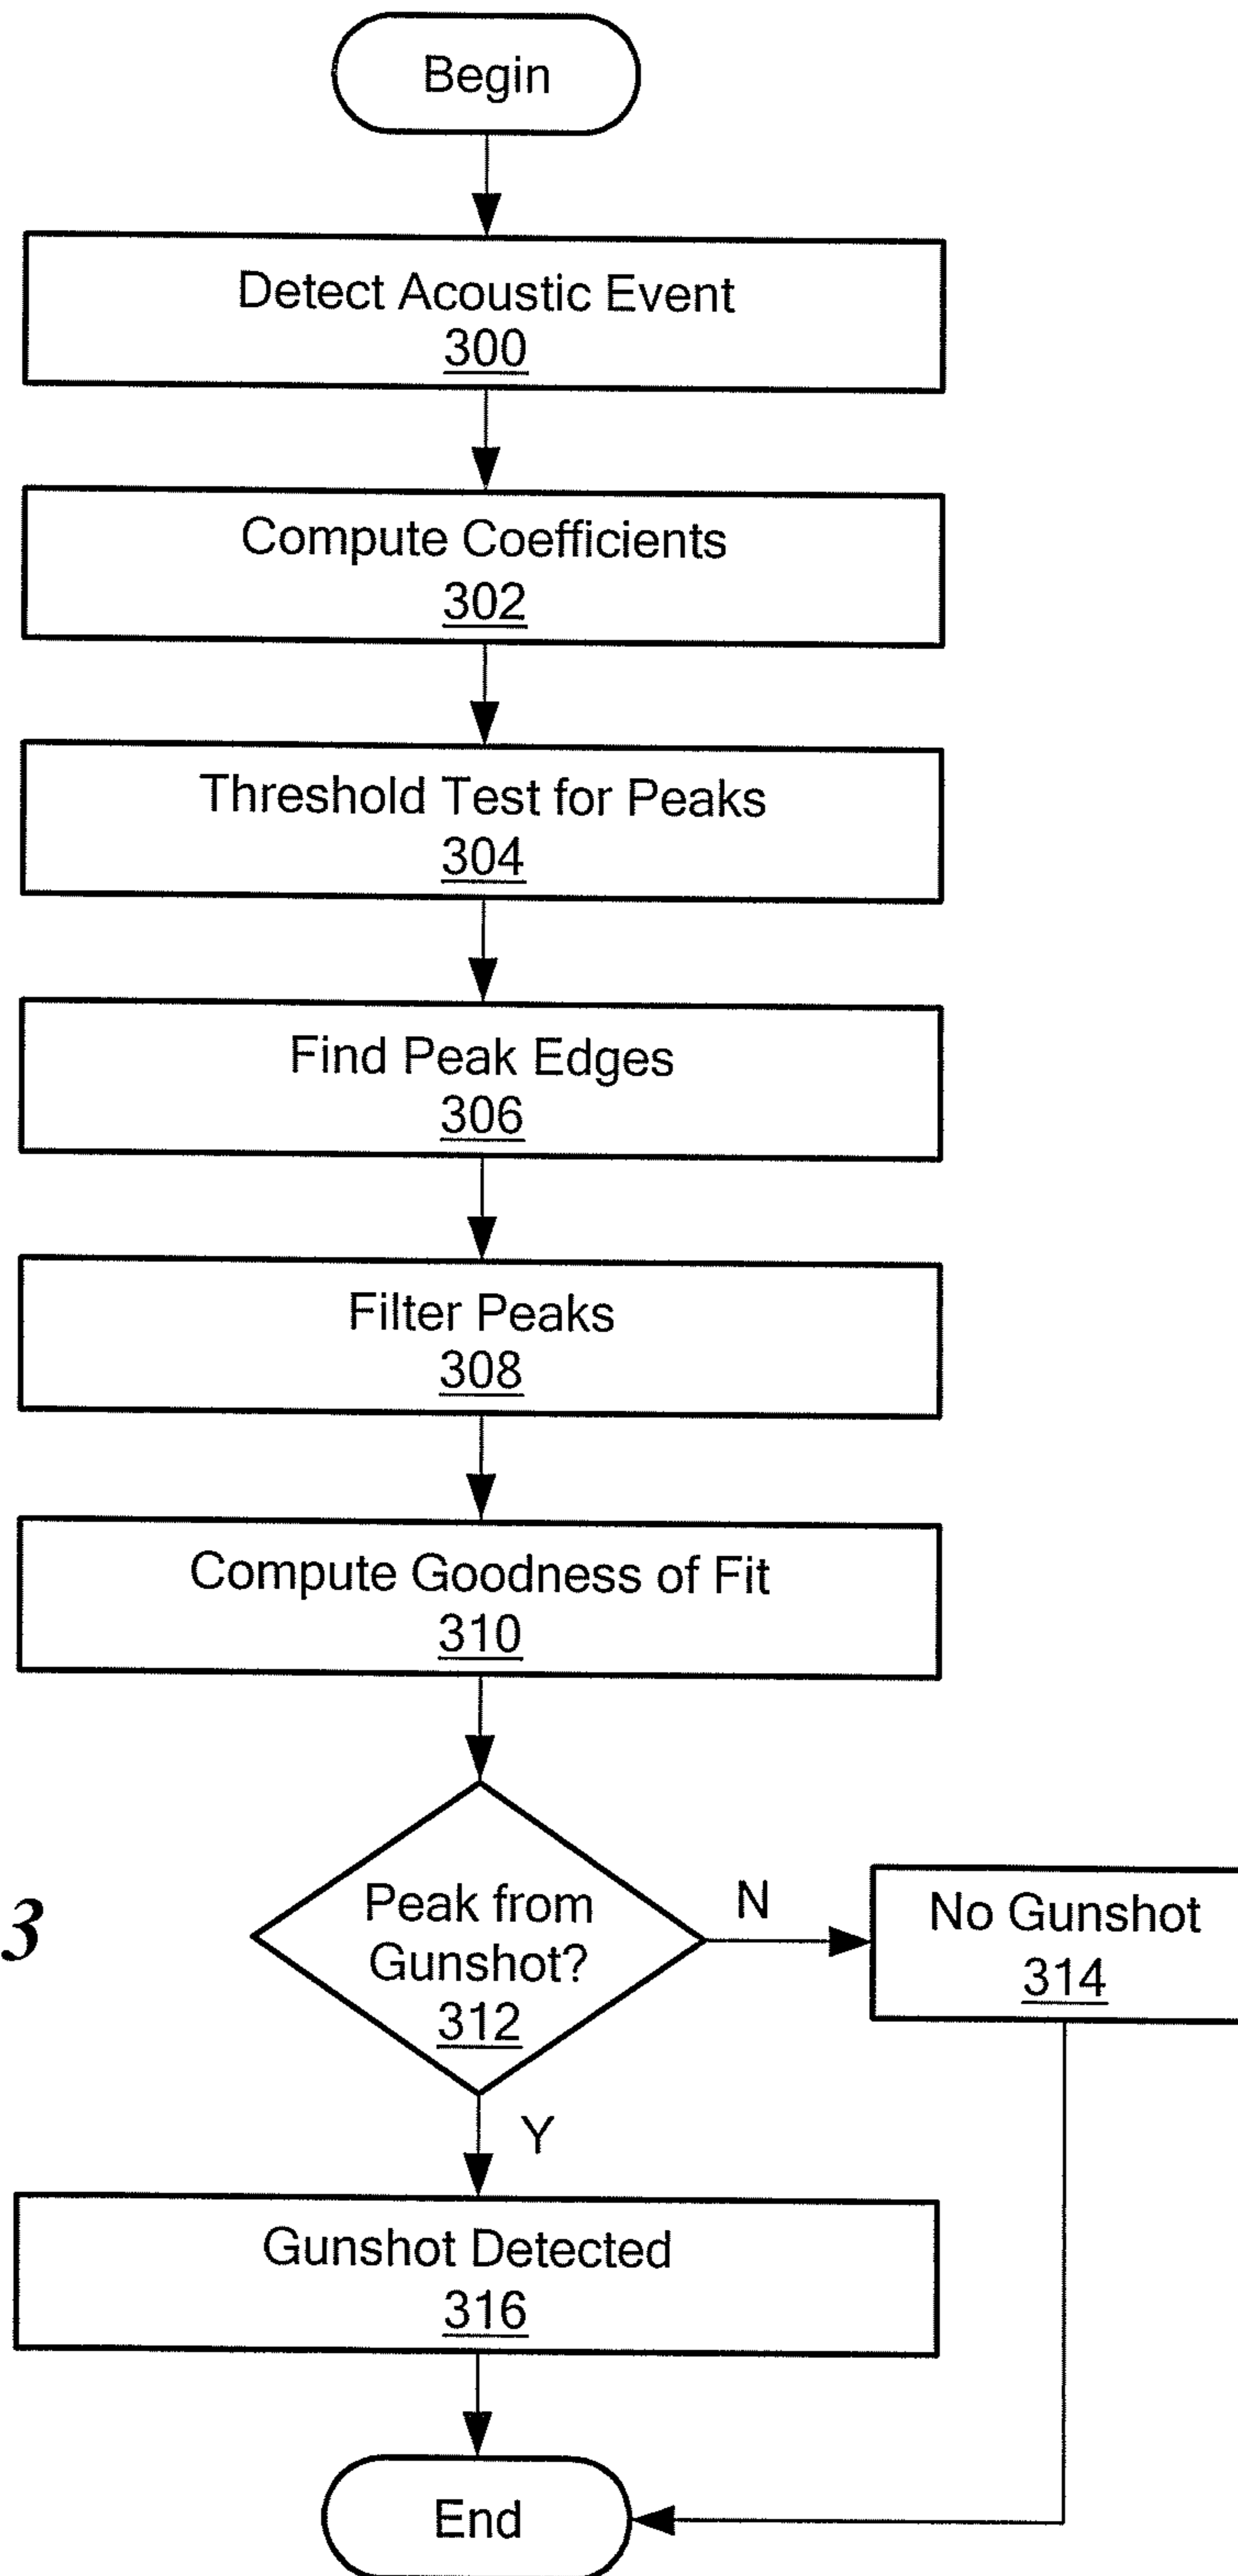 Begin
Detect Acoustic Event
300
Compute Coefficients
302
Threshold Test for Peaks
304
Find Peak Edges
306
Filter Peaks
308
Compute Goodness of Fit
310
3
Peak from
Gunshot?
312
N
No Gunshot
314
Y
Gunshot Detected
316
End